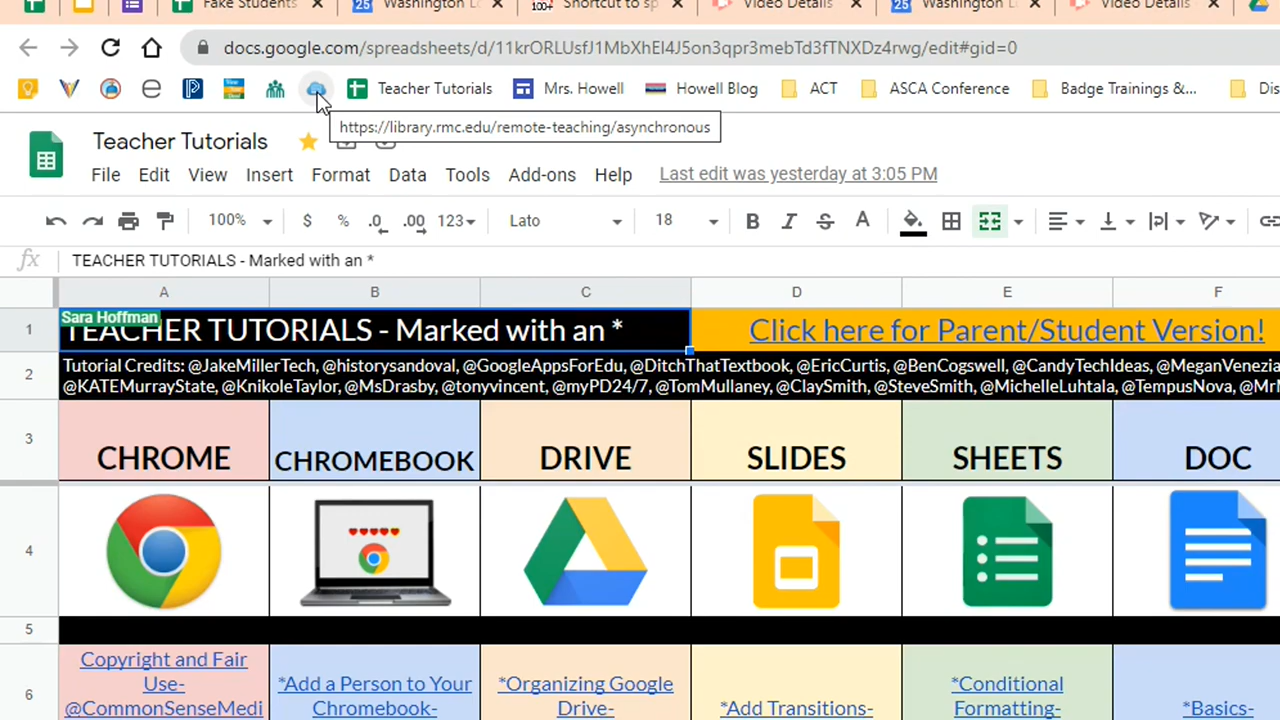 Fake Students
Washington L
Shortcut to sp
Video Details
Washington L
Video Details
docs.google.com/spreadsheets/d/11krORLUsfJ1MbXhEI4J5on3qpr3mebTd3fTNXDz4rwg/edit#gid=0
Teacher Tutorials Mrs. Howell Howell Blog ACT ASCA Conference Badge Trainings &... Dis
https://library.rmc.edu/remote-teaching/asynchronous
Teacher Tutorials
File Edit View Insert Format Data Tools Add-ons Help Last edit was yesterday at 3:05 PM
100% $ % .0 .00 123 Lato 18 B I S A
fx TEACHER TUTORIALS - Marked with an *
A B C D E F
Sara Hoffman
1 TEACHER TUTORIALS - Marked with an * Click here for Parent/Student Version!
Tutorial Credits: @JakeMillerTech, @historysandoval, @GoogleAppsForEdu, @DitchThatTextbook, @EricCurtis, @BenCogswell, @CandyTechIdeas, @MeganVenezia
2 @KATEMurrayState, @KnikoleTaylor, @MsDrasby, @tonyvincent, @myPD24/7, @TomMullaney, @ClaySmith, @SteveSmith, @MichelleLuhtala, @TempusNova, @MrM
3 CHROME CHROMEBOOK DRIVE SLIDES SHEETS DOC
4
5
6
Copyright and Fair
Use-
@CommonSenseMedi
*Add a Person to Your
Chromebook-
*Organizing Google
Drive-
*Add Transitions-
*Conditional
Formatting-
*Basics-